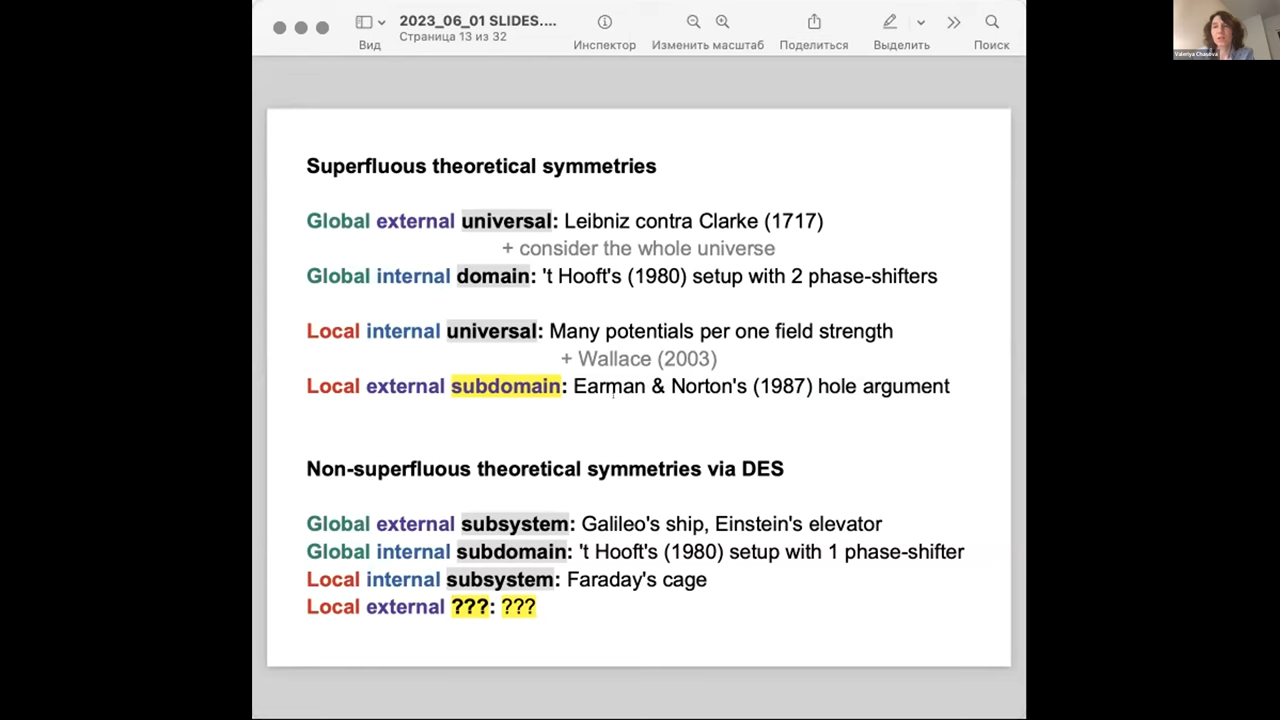 2023_06_01 SLIDES....
Страница 13 из 32
Вид
Инспектор
Изменить масштаб
Поделиться
Выделить
Поиск
Valeriya Chasova
Superfluous theoretical symmetries
Global external universal: Leibniz contra Clarke (1717)
+ consider the whole universe
Global internal domain: 't Hooft's (1980) setup with 2 phase-shifters
Local internal universal: Many potentials per one field strength
+ Wallace (2003)
Local external subdomain: Earman & Norton's (1987) hole argument
Non-superfluous theoretical symmetries via DES
Global external subsystem: Galileo's ship, Einstein's elevator
Global internal subdomain: 't Hooft's (1980) setup with 1 phase-shifter
Local internal subsystem: Faraday's cage
Local external ???: ???